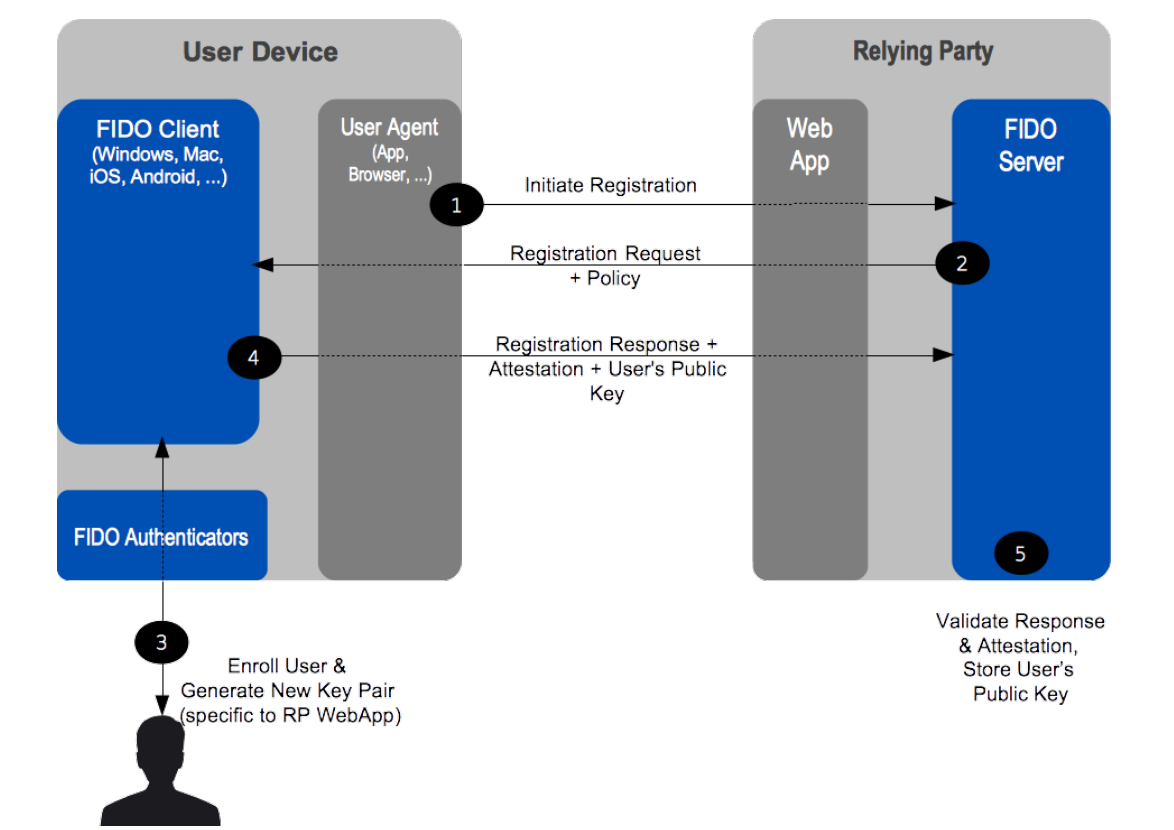 User Device
FIDO Client
(Windows, Mac,
iOS, Android, ...)
User Agent
(App,
Browser, ...)
FIDO Authenticators
Relying Party
Web
App
FIDO
Server
1
Initiate Registration
2
Registration Request
+ Policy
4
Registration Response +
Attestation + User's Public
Key
3
Enroll User &
Generate New Key Pair
(specific to RP WebApp)
5
Validate Response
& Attestation,
Store User's
Public Key